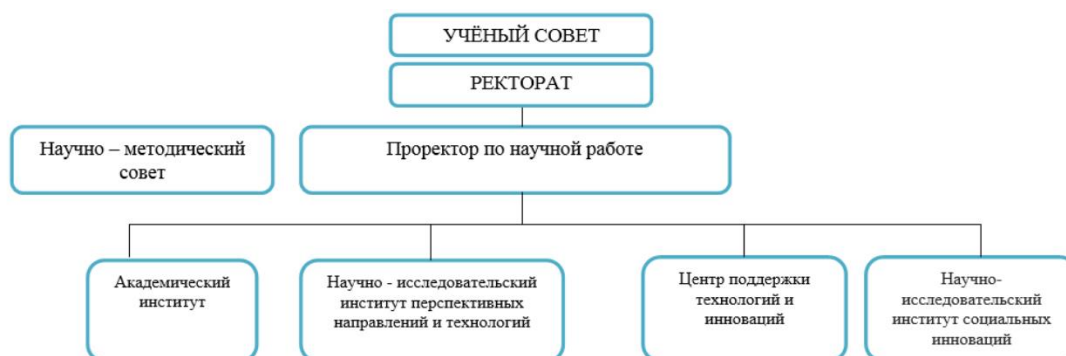 УЧЁНЫЙ СОВЕТ
РЕКТОРАТ
Научно – методический
совет
Проректор по научной работе
Академический
институт
Научно - исследовательский
институт перспективных
направлений и технологий
Центр поддержки
технологий и
инноваций
Научно-
исследовательский
институт социальных
инноваций